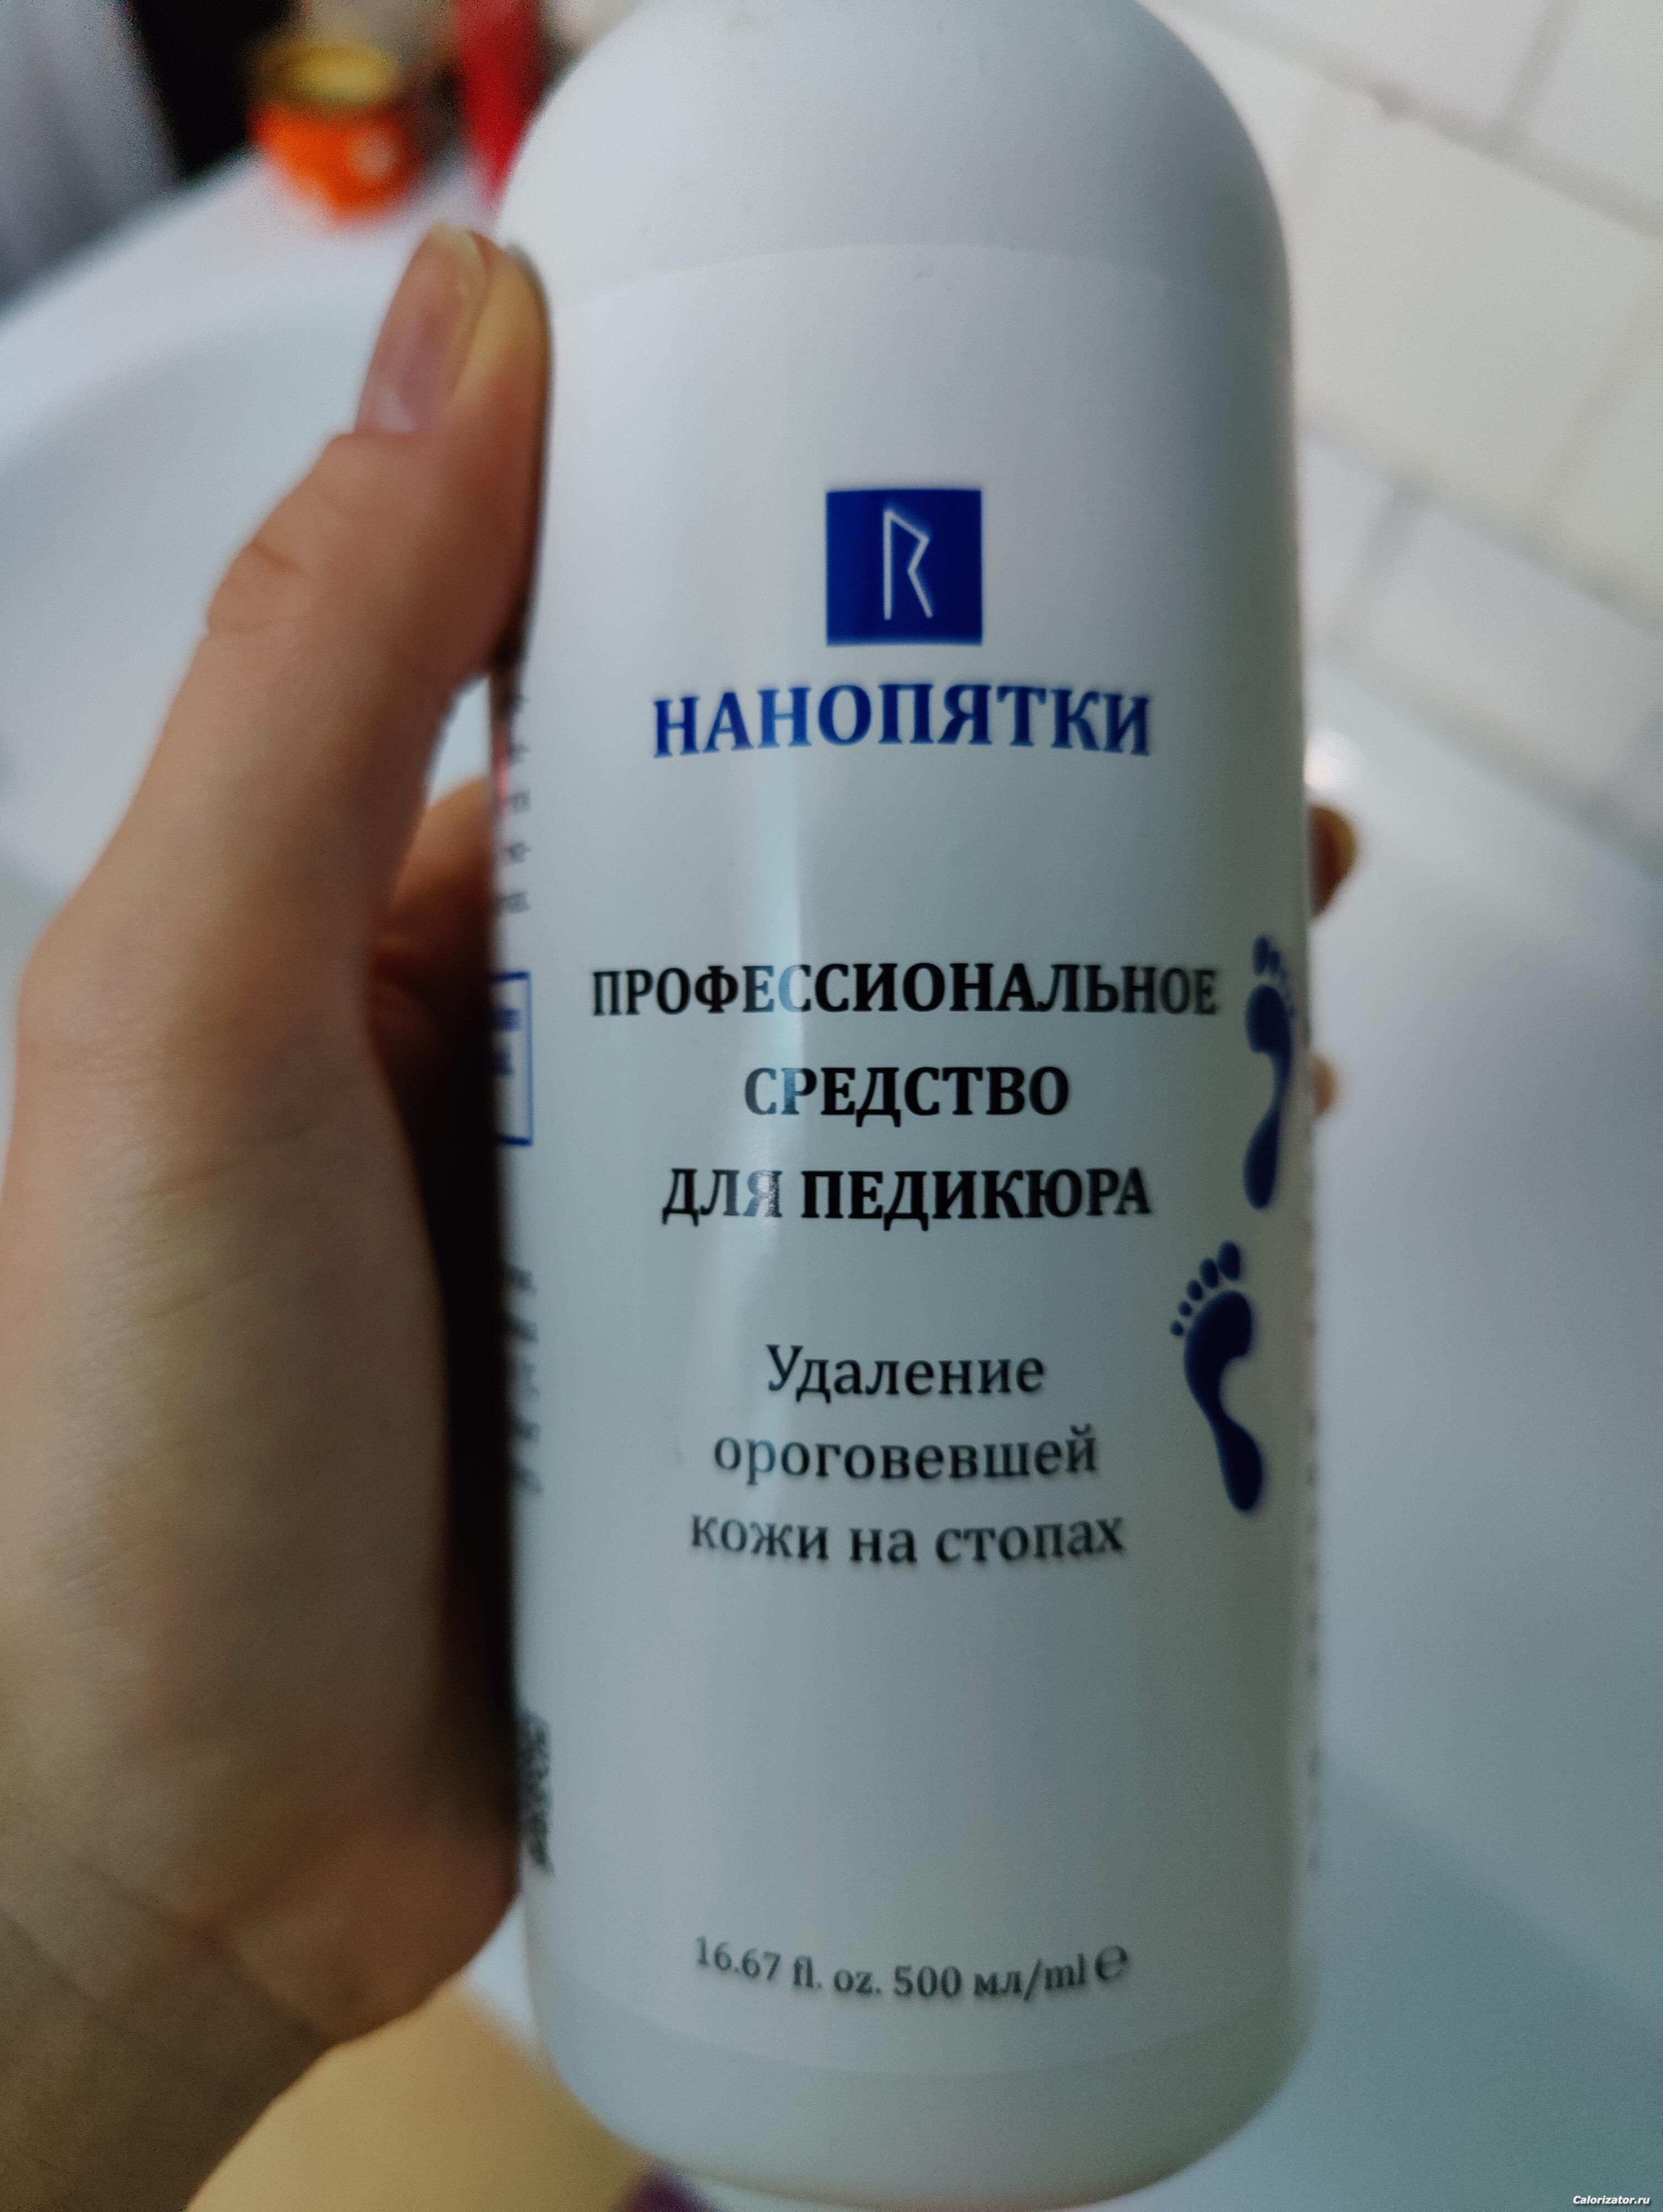 R
НАНОПЯТКИ
ПРОФЕССИОНАЛЬНОЕ
СРЕДСТВО
ДЛЯ ПЕДИКЮРА
Удаление
ороговевшей
кожи на стопах
16.67 fl. oz. 500 мл/ml ℮
Calorizator.ru